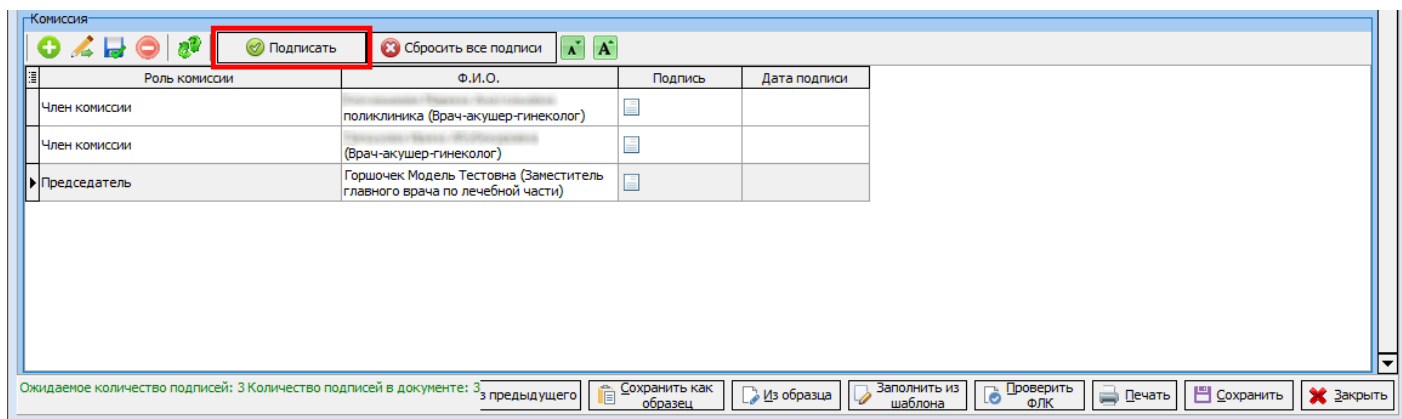 Комиссия
Подписать
Сбросить все подписи
A
A
Роль комиссии
Ф.И.О.
Подпись
Дата подписи
Член комиссии
поликлиника (Врач-акушер-гинеколог)
Член комиссии
(Врач-акушер-гинеколог)
Председатель
Горшочек Модель Тестовна (Заместитель
главного врача по лечебной части)
Ожидаемое количество подписей: 3 Количество подписей в документе: 3
з предыдущего
Сохранить как
образец
Из образца
Заполнить из
шаблона
Проверить
ФЛК
Печать
Сохранить
Закрыть